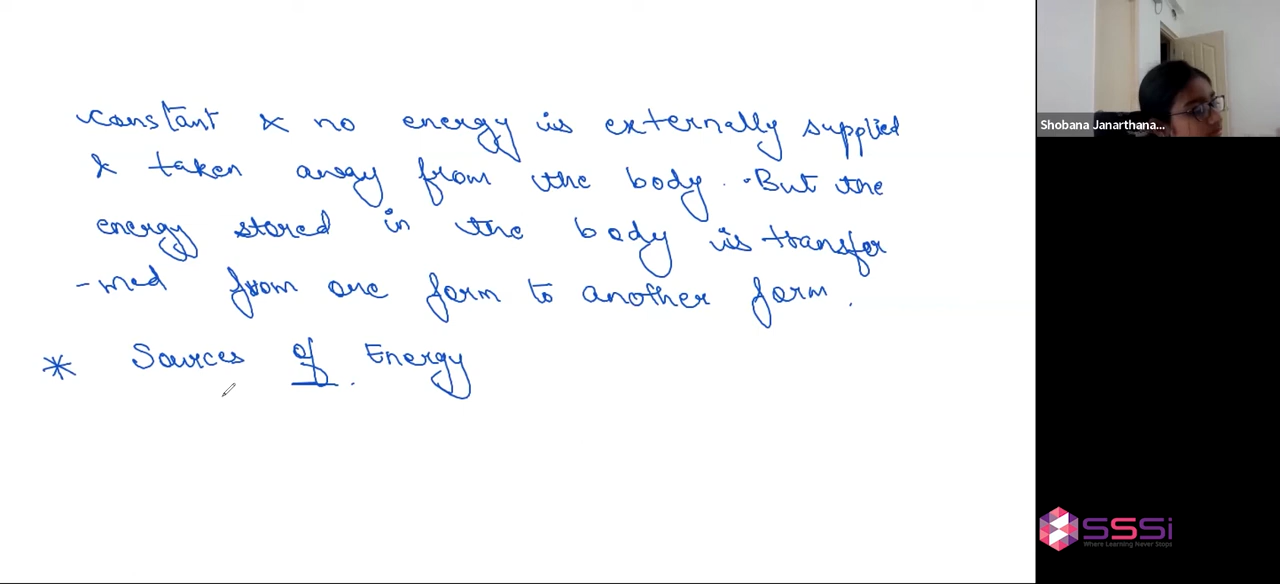 constant & no energy is externally supplied
& taken away from the body. But the
energy stored in the body is transfer
-med from one form to another form.
* Sources of Energy
Shobana Janarthana...
SSSi
Where Learning Never Stops